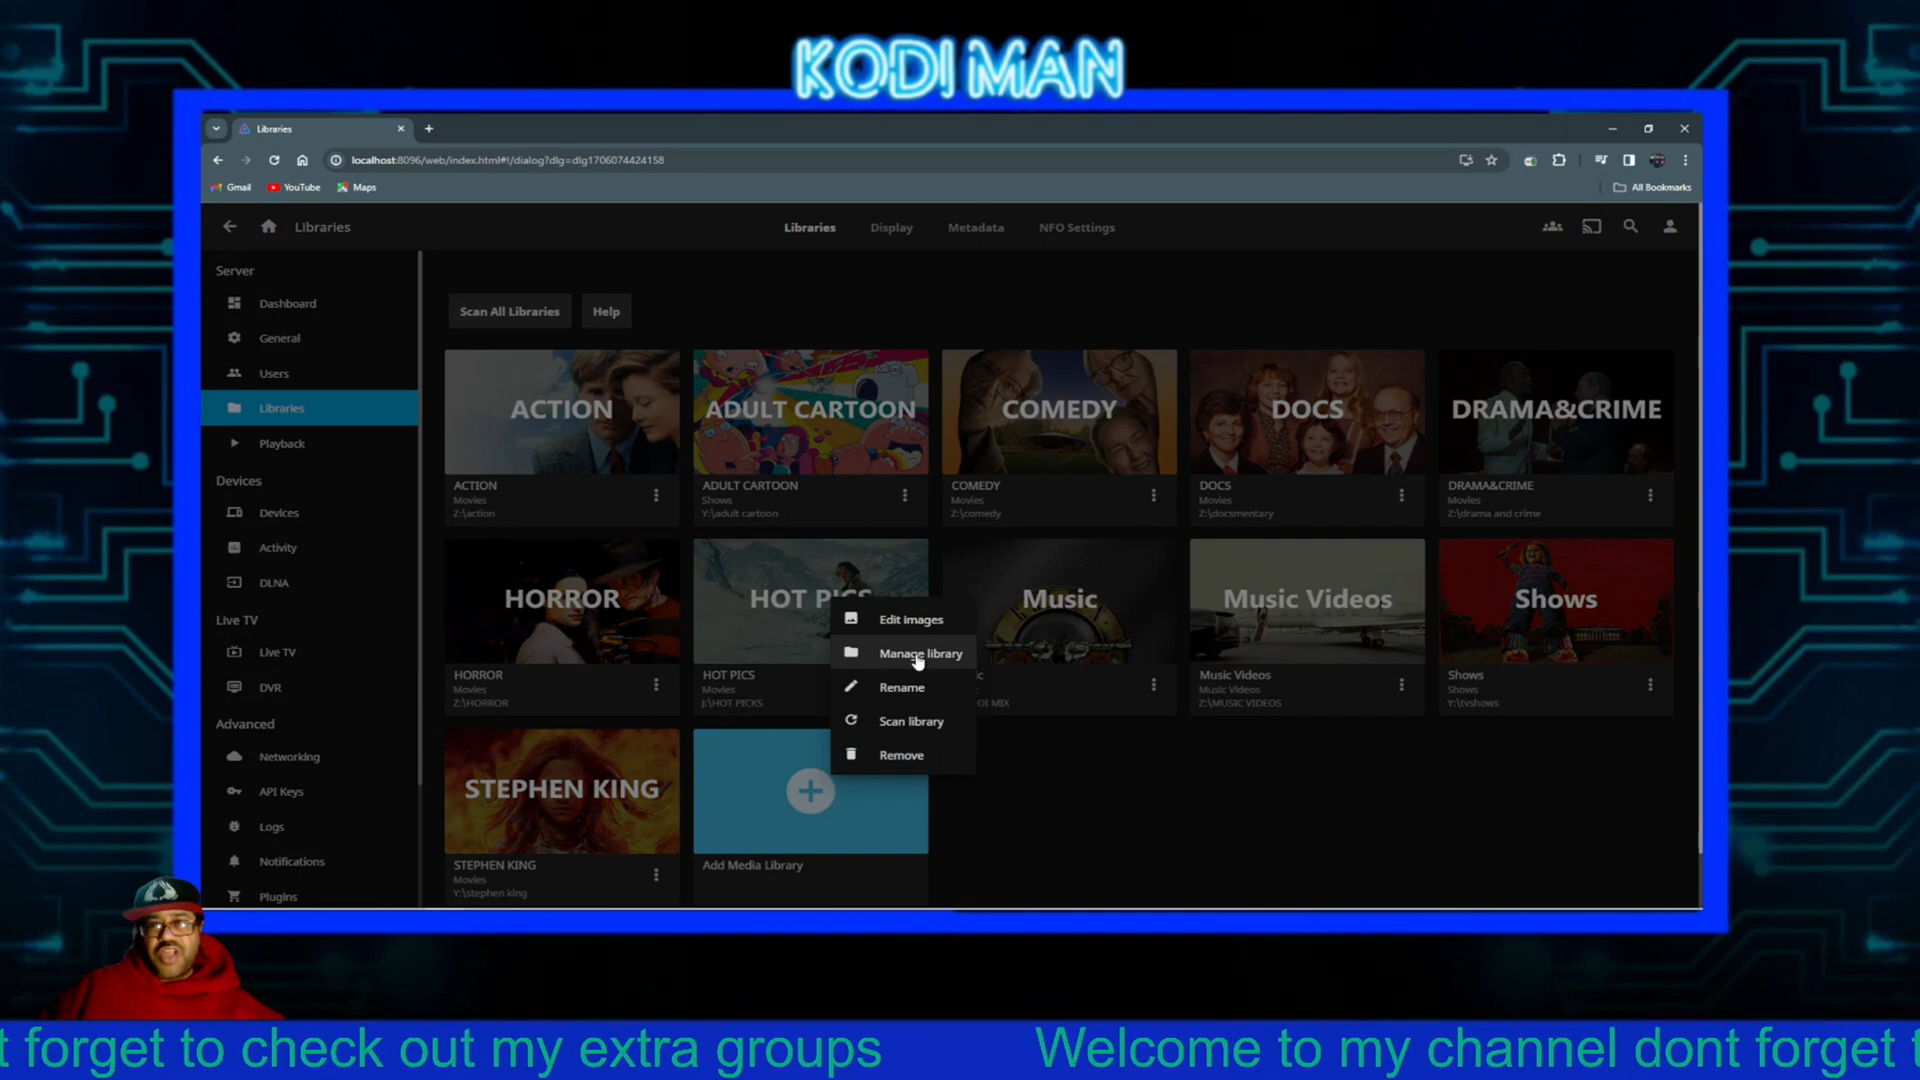 KODI MAN
Libraries
localhost:8096/web/index.html#!/dialog?dlg=dlg1706074424158
Gmail
YouTube
Maps
All Bookmarks
Libraries
Libraries
Display
Metadata
NFO Settings
Server
Dashboard
General
Users
Libraries
Playback
Devices
Devices
Activity
DLNA
Live TV
Live TV
DVR
Advanced
Networking
API Keys
Logs
Notifications
Plugins
Scan All Libraries
Help
ACTION
ACTION
Movies
Z:\action
ADULT CARTOON
ADULT CARTOON
Shows
Y:\adult cartoon
COMEDY
COMEDY
Movies
Z:\comedy
DOCS
DOCS
Movies
Z:\docsmentary
DRAMA&CRIME
DRAMA&CRIME
Movies
Z:\drama and crime
HORROR
HORROR
Movies
Z:\HORROR
HOT PICS
HOT PICS
Movies
J:\HOT PICKS
Edit images
Manage library
Rename
Scan library
Remove
Music
MIX
Music Videos
Music Videos
Music Videos
Z:\MUSIC VIDEOS
Shows
Shows
Shows
Y:\tvshows
STEPHEN KING
STEPHEN KING
Movies
Y:\stephen king
Add Media Library
t forget to check out my extra groups
Welcome to my channel dont forget t